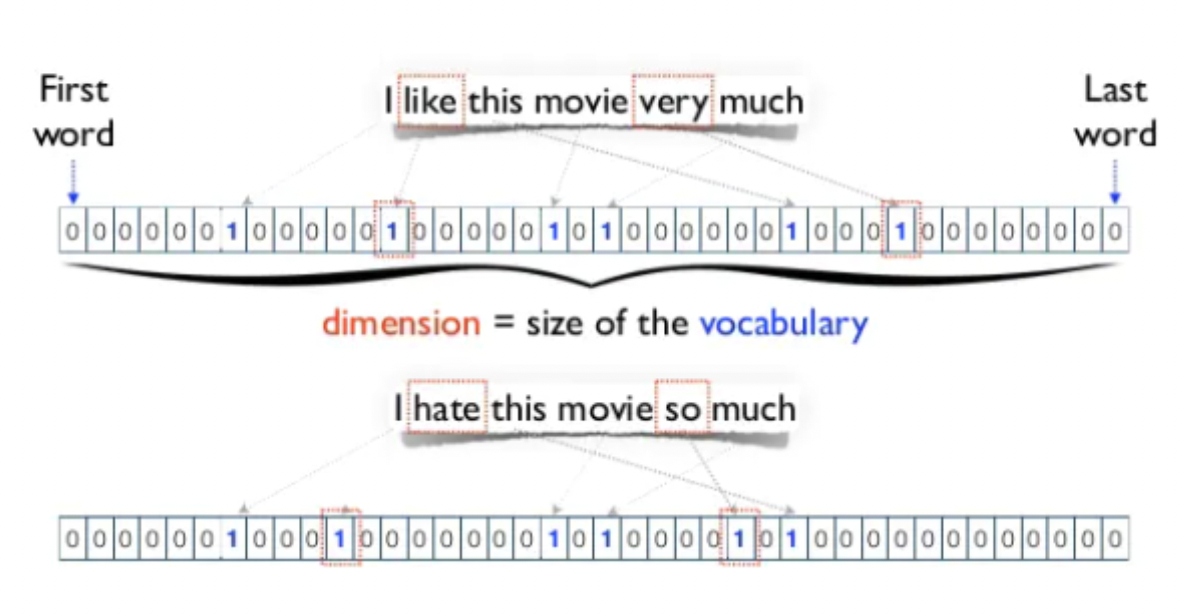 First
word
I like this movie very much
Last
word
0 0 0 0 0 0 1 0 0 0 0 0 1 0 0 0 0 0 1 0 1 0 0 0 0 0 0 1 0 0 0 1 0 0 0 0 0 0 0 0
dimension = size of the vocabulary
I hate this movie so much
0 0 0 0 0 0 1 0 0 0 1 0 0 0 0 0 0 0 1 0 1 0 0 0 0 1 0 1 0 0 0 0 0 0 0 0 0 0 0 0